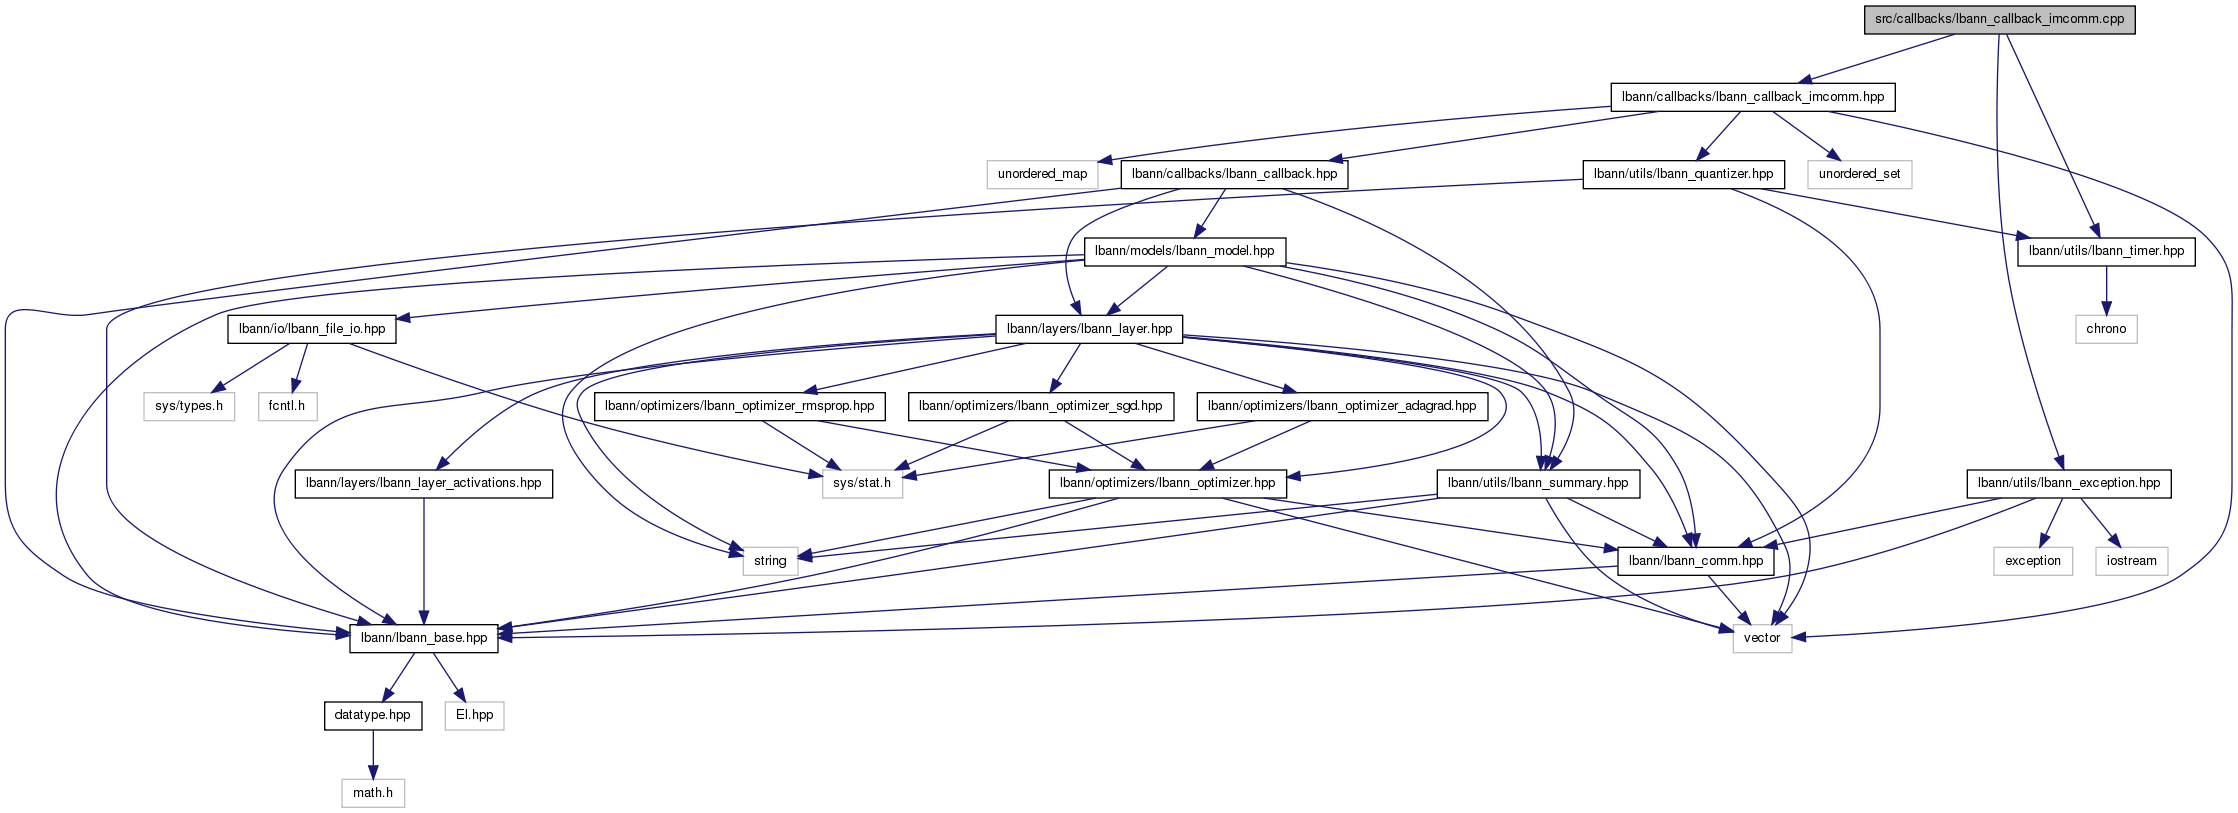 src/callbacks/lbann_callback_imcomm.cpp
lbann/callbacks/lbann_callback_imcomm.hpp
unordered_map
lbann/callbacks/lbann_callback.hpp
lbann/utils/lbann_quantizer.hpp
unordered_set
lbann/models/lbann_model.hpp
lbann/utils/lbann_timer.hpp
lbann/io/lbann_file_io.hpp
lbann/layers/lbann_layer.hpp
chrono
sys/types.h
fcntl.h
lbann/optimizers/lbann_optimizer_rmsprop.hpp
lbann/optimizers/lbann_optimizer_sgd.hpp
lbann/optimizers/lbann_optimizer_adagrad.hpp
lbann/layers/lbann_layer_activations.hpp
sys/stat.h
lbann/optimizers/lbann_optimizer.hpp
lbann/utils/lbann_summary.hpp
lbann/utils/lbann_exception.hpp
string
lbann/lbann_comm.hpp
exception
iostream
lbann/lbann_base.hpp
vector
datatype.hpp
El.hpp
math.h